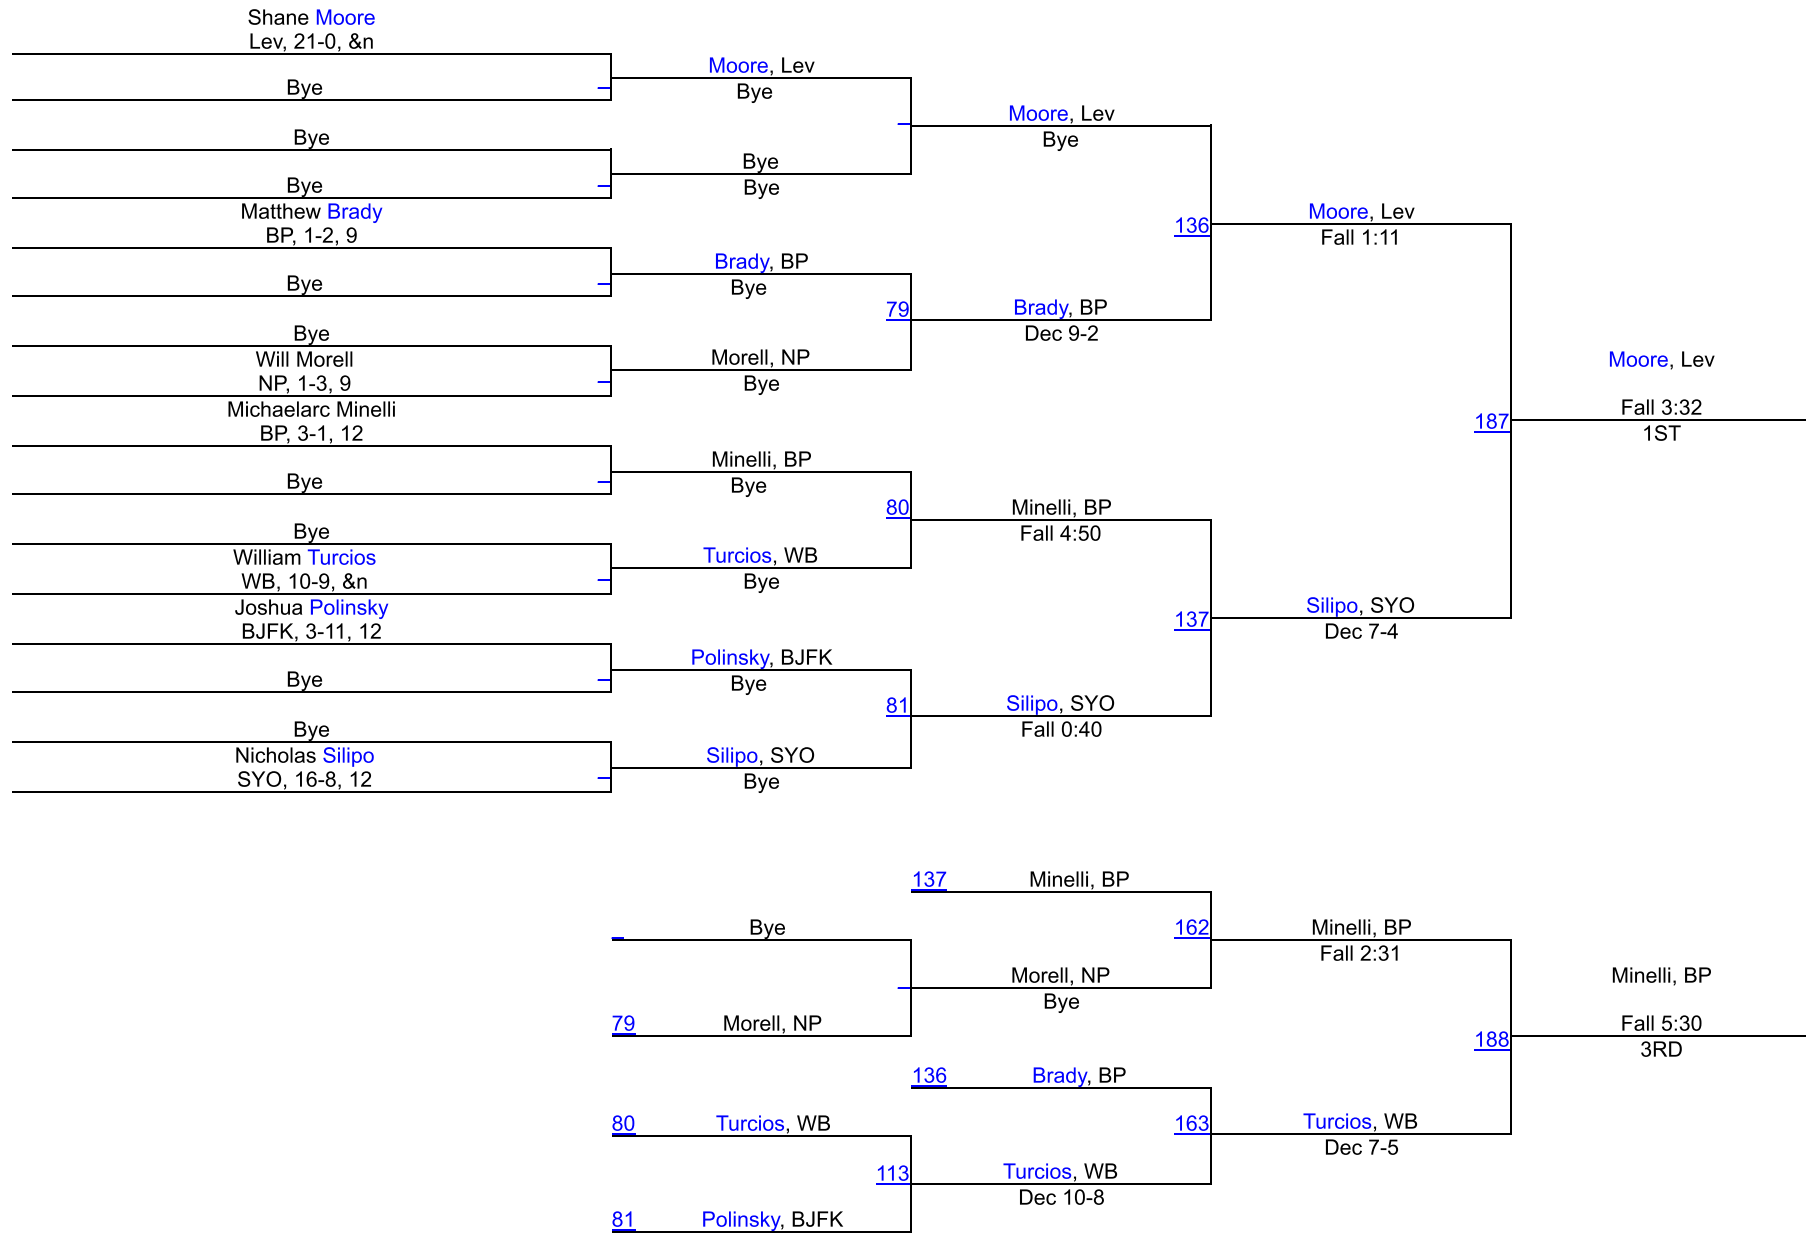 Shane Moore
Lev, 21-0, &n
Bye
Bye
Bye
Matthew Brady
BP, 1-2, 9
Bye
Bye
Will Morell
NP, 1-3, 9
Michaelarc Minelli
BP, 3-1, 12
Bye
Bye
William Turcios
WB, 10-9, &n
Joshua Polinsky
BJFK, 3-11, 12
Bye
Bye
Nicholas Silipo
SYO, 16-8, 12
Moore, Lev
Bye
Bye
Bye
Brady, BP
Bye
79
Morell, NP
Bye
Minelli, BP
Bye
80
Turcios, WB
Bye
Polinsky, BJFK
Bye
81
Silipo, SYO
Bye
Moore, Lev
Bye
136
Brady, BP
Dec 9-2
Minelli, BP
Fall 4:50
137
Silipo, SYO
Fall 0:40
Moore, Lev
Fall 1:11
187
Silipo, SYO
Dec 7-4
Moore, Lev
Fall 3:32
1ST
Bye
79
Morell, NP
80
Turcios, WB
113
81
Polinsky, BJFK
137
Minelli, BP
162
Morell, NP
Bye
136
Brady, BP
163
Turcios, WB
Dec 10-8
Minelli, BP
Fall 2:31
188
Turcios, WB
Dec 7-5
Minelli, BP
Fall 5:30
3RD